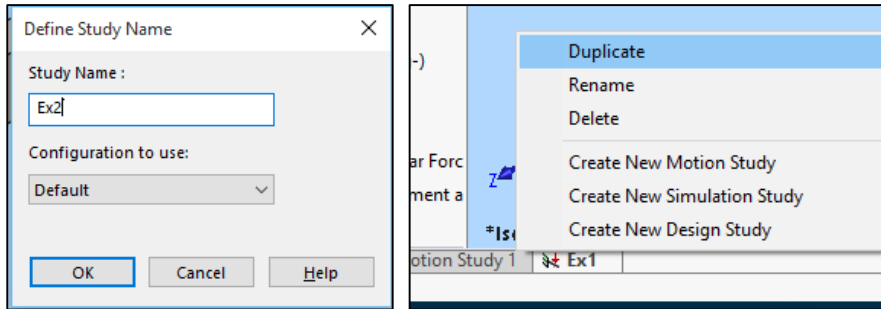 Define Study Name
Study Name :
Ex2
Configuration to use:
Default
OK Cancel Help
-)
Duplicate
Rename
Delete
ar Forc
Create New Motion Study
Z
ment a
Create New Simulation Study
*Is
Create New Design Study
otion Study 1 Ex1